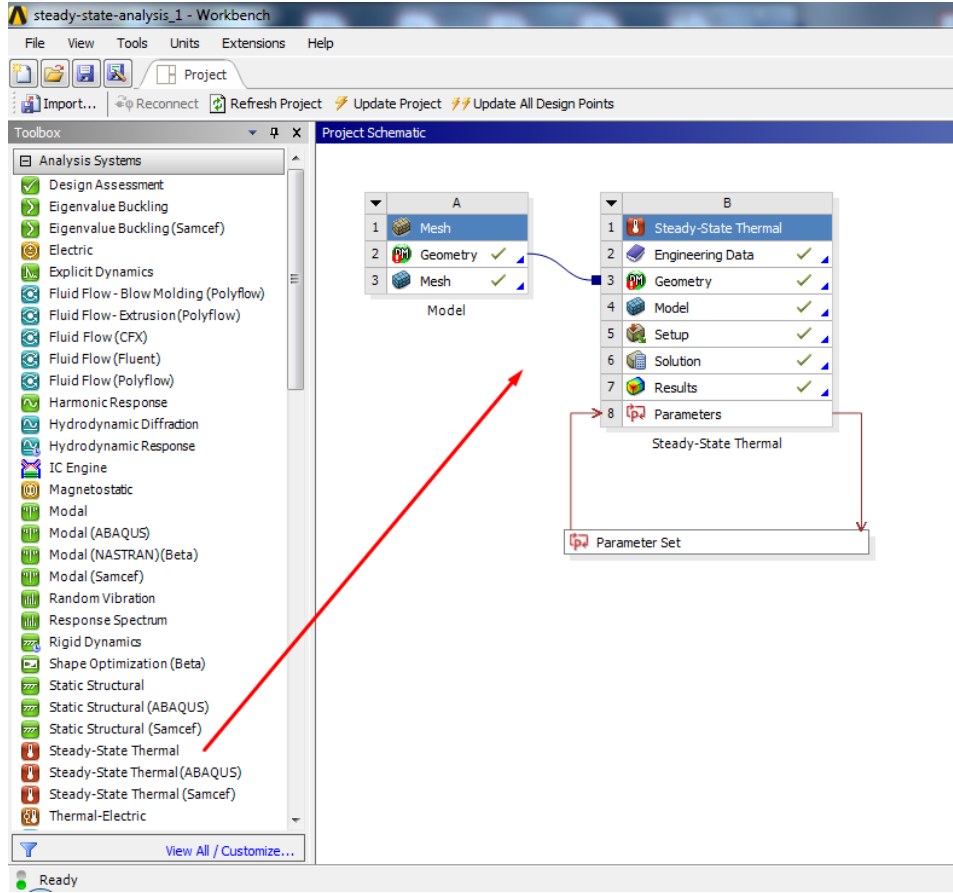 steady-state-analysis_1 - Workbench
File View Tools Units Extensions Help
Project
Import... Reconnect Refresh Project Update Project Update All Design Points
Toolbox
Analysis Systems
Design Assessment
Eigenvalue Buckling
Eigenvalue Buckling (Samcef)
Electric
Explicit Dynamics
Fluid Flow - Blow Molding (Polyflow)
Fluid Flow - Extrusion (Polyflow)
Fluid Flow (CFX)
Fluid Flow (Fluent)
Fluid Flow (Polyflow)
Harmonic Response
Hydrodynamic Diffraction
Hydrodynamic Response
IC Engine
Magnetostatic
Modal
Modal (ABAQUS)
Modal (NASTRAN) (Beta)
Modal (Samcef)
Random Vibration
Response Spectrum
Rigid Dynamics
Shape Optimization (Beta)
Static Structural
Static Structural (ABAQUS)
Static Structural (Samcef)
Steady-State Thermal
Steady-State Thermal (ABAQUS)
Steady-State Thermal (Samcef)
Thermal-Electric
View All / Customize...
Project Schematic
A
1 Mesh
2 Geometry
3 Mesh
Model
B
1 Steady-State Thermal
2 Engineering Data
3 Geometry
4 Model
5 Setup
6 Solution
7 Results
8 Parameters
Steady-State Thermal
Parameter Set
Ready